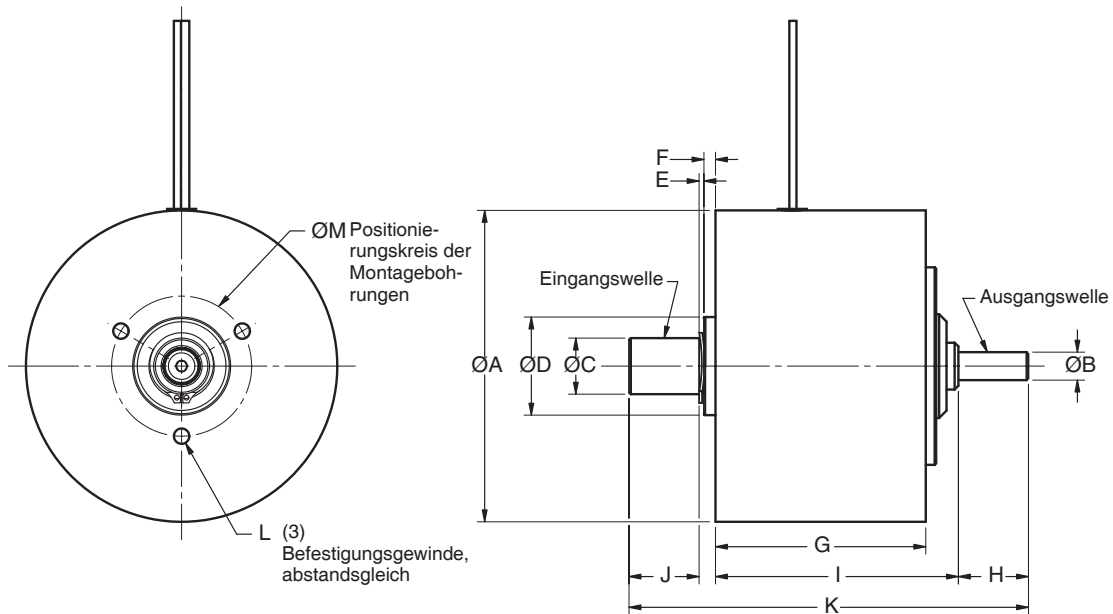 ØM Positionie-
rungskreis der
Montageboh-
rungen
L (3)
Befestigungsgewinde,
abstandsgleich
F
E
Eingangswelle
Ausgangswelle
ØA
ØD
ØC
ØB
G
J
I
H
K